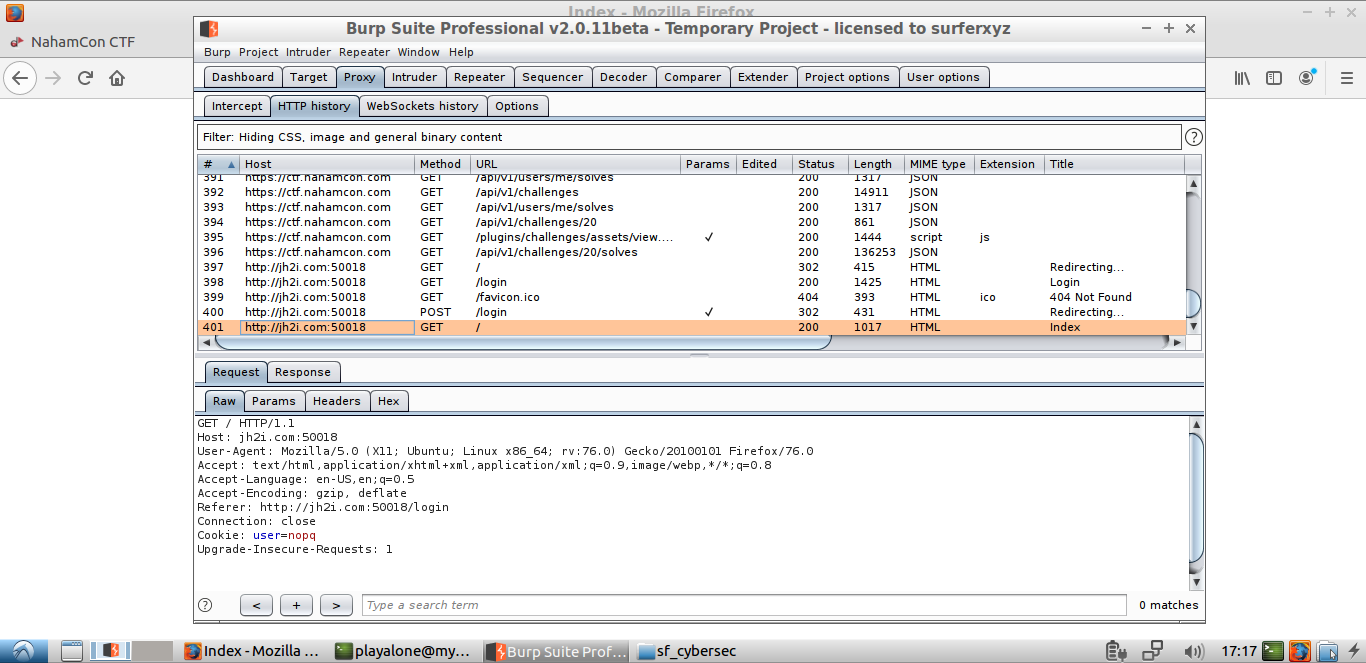 Index - Mozilla Firefox
NahamCon CTF
Burp Suite Professional v2.0.11beta - Temporary Project - licensed to surferxyz
Burp Project Intruder Repeater Window Help
Dashboard Target Proxy Intruder Repeater Sequencer Decoder Comparer Extender Project options User options
Intercept HTTP history WebSockets history Options
Filter: Hiding CSS, image and general binary content
# Host Method URL Params Edited Status Length MIME type Extension Title
391 https://ctf.nahamcon.com GET /api/v1/users/me/solves 200 1317 JSON
392 https://ctf.nahamcon.com GET /api/v1/challenges 200 14911 JSON
393 https://ctf.nahamcon.com GET /api/v1/users/me/solves 200 1317 JSON
394 https://ctf.nahamcon.com GET /api/v1/challenges/20 200 861 JSON
395 https://ctf.nahamcon.com GET /plugins/challenges/assets/view.... ✓ 200 1444 script js
396 https://ctf.nahamcon.com GET /api/v1/challenges/20/solves 200 136253 JSON
397 http://jh2i.com:50018 GET / 302 415 HTML Redirecting...
398 http://jh2i.com:50018 GET /login 200 1425 HTML Login
399 http://jh2i.com:50018 GET /favicon.ico 404 393 HTML ico 404 Not Found
400 http://jh2i.com:50018 POST /login ✓ 302 431 HTML Redirecting...
401 http://jh2i.com:50018 GET / 200 1017 HTML Index
Request Response
Raw Params Headers Hex
GET / HTTP/1.1
Host: jh2i.com:50018
User-Agent: Mozilla/5.0 (X11; Ubuntu; Linux x86_64; rv:76.0) Gecko/20100101 Firefox/76.0
Accept: text/html,application/xhtml+xml,application/xml;q=0.9,image/webp,*/*;q=0.8
Accept-Language: en-US,en;q=0.5
Accept-Encoding: gzip, deflate
Referer: http://jh2i.com:50018/login
Connection: close
Cookie: user=nopq
Upgrade-Insecure-Requests: 1
? < + > Type a search term 0 matches
Index - Mozilla ... playalone@my... Burp Suite Prof... sf_cybersec 17:17